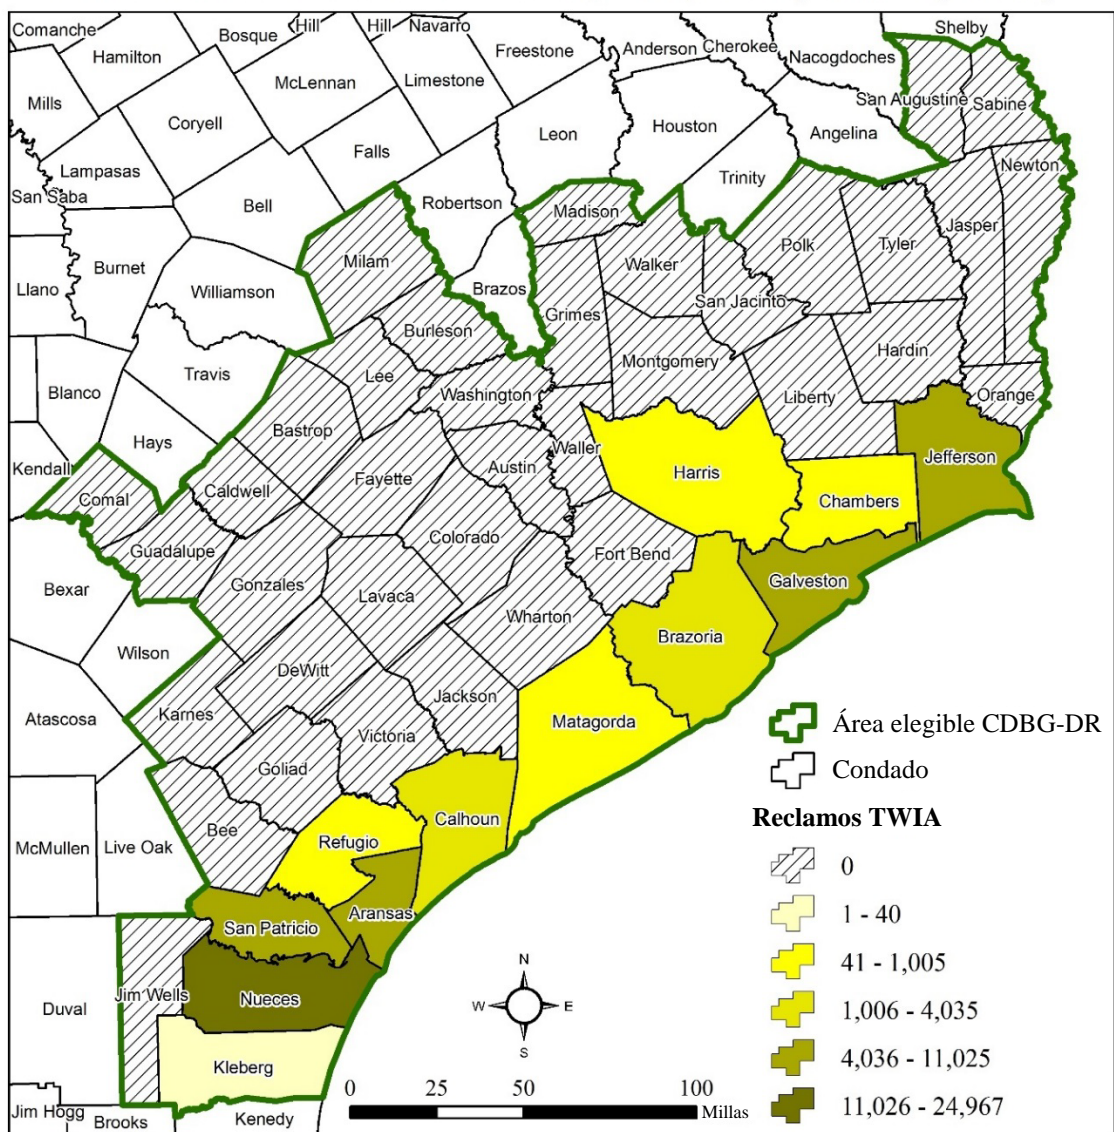 Comanche
Hamilton
Bosque
Hill
Hill
Navarro
Freestone
Anderson
Cherokee
Nacogdoches
Shelby
Mills
McLennan
Limestone
San Augustine
Sabine
Coryell
Leon
Houston
Angelina
Lampasas
Falls
Newton
San Saba
Bell
Robertson
Trinity
Madison
Polk
Tyler
Jasper
Burnet
Milam
Walker
Llano
Williamson
Brazos
San Jacinto
Grimes
Burleson
Montgomery
Hardin
Blanco
Travis
Lee
Washington
Liberty
Orange
Bastrop
Hays
Waller
Austin
Jefferson
Kendall
Harris
Fayette
Chambers
Comal
Caldwell
Colorado
Guadalupe
Fort Bend
Bexar
Gonzales
Galveston
Lavaca
Wharton
Brazoria
Wilson
DeWitt
Jackson
Atascosa
Karnes
Matagorda
Victoria
Goliad
Calhoun
Bee
Refugio
McMullen
Live Oak
Aransas
San Patricio
Duval
Jim Wells
Nueces
Kleberg
Jim Hogg
Brooks
Kenedy
N
W
E
S
0
25
50
100
Millas
Área elegible CDBG-DR
Condado
Reclamos TWIA
0
1 - 40
41 - 1,005
1,006 - 4,035
4,036 - 11,025
11,026 - 24,967